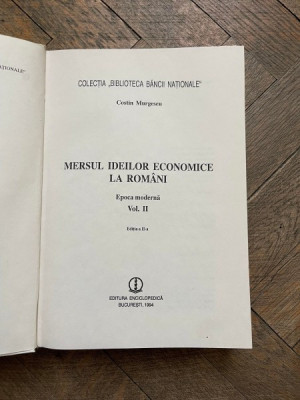 NAȚIONALE"
COLECȚIA „BIBLIOTECA BĂNCII NAȚIONALE"
Costin Murgescu
MERSUL IDEILOR ECONOMICE
LA ROMÂNI
Epoca modernă
Vol. II
Ediția a II-a
EDITURA ENCICLOPEDICĂ
BUCUREȘTI, 1994